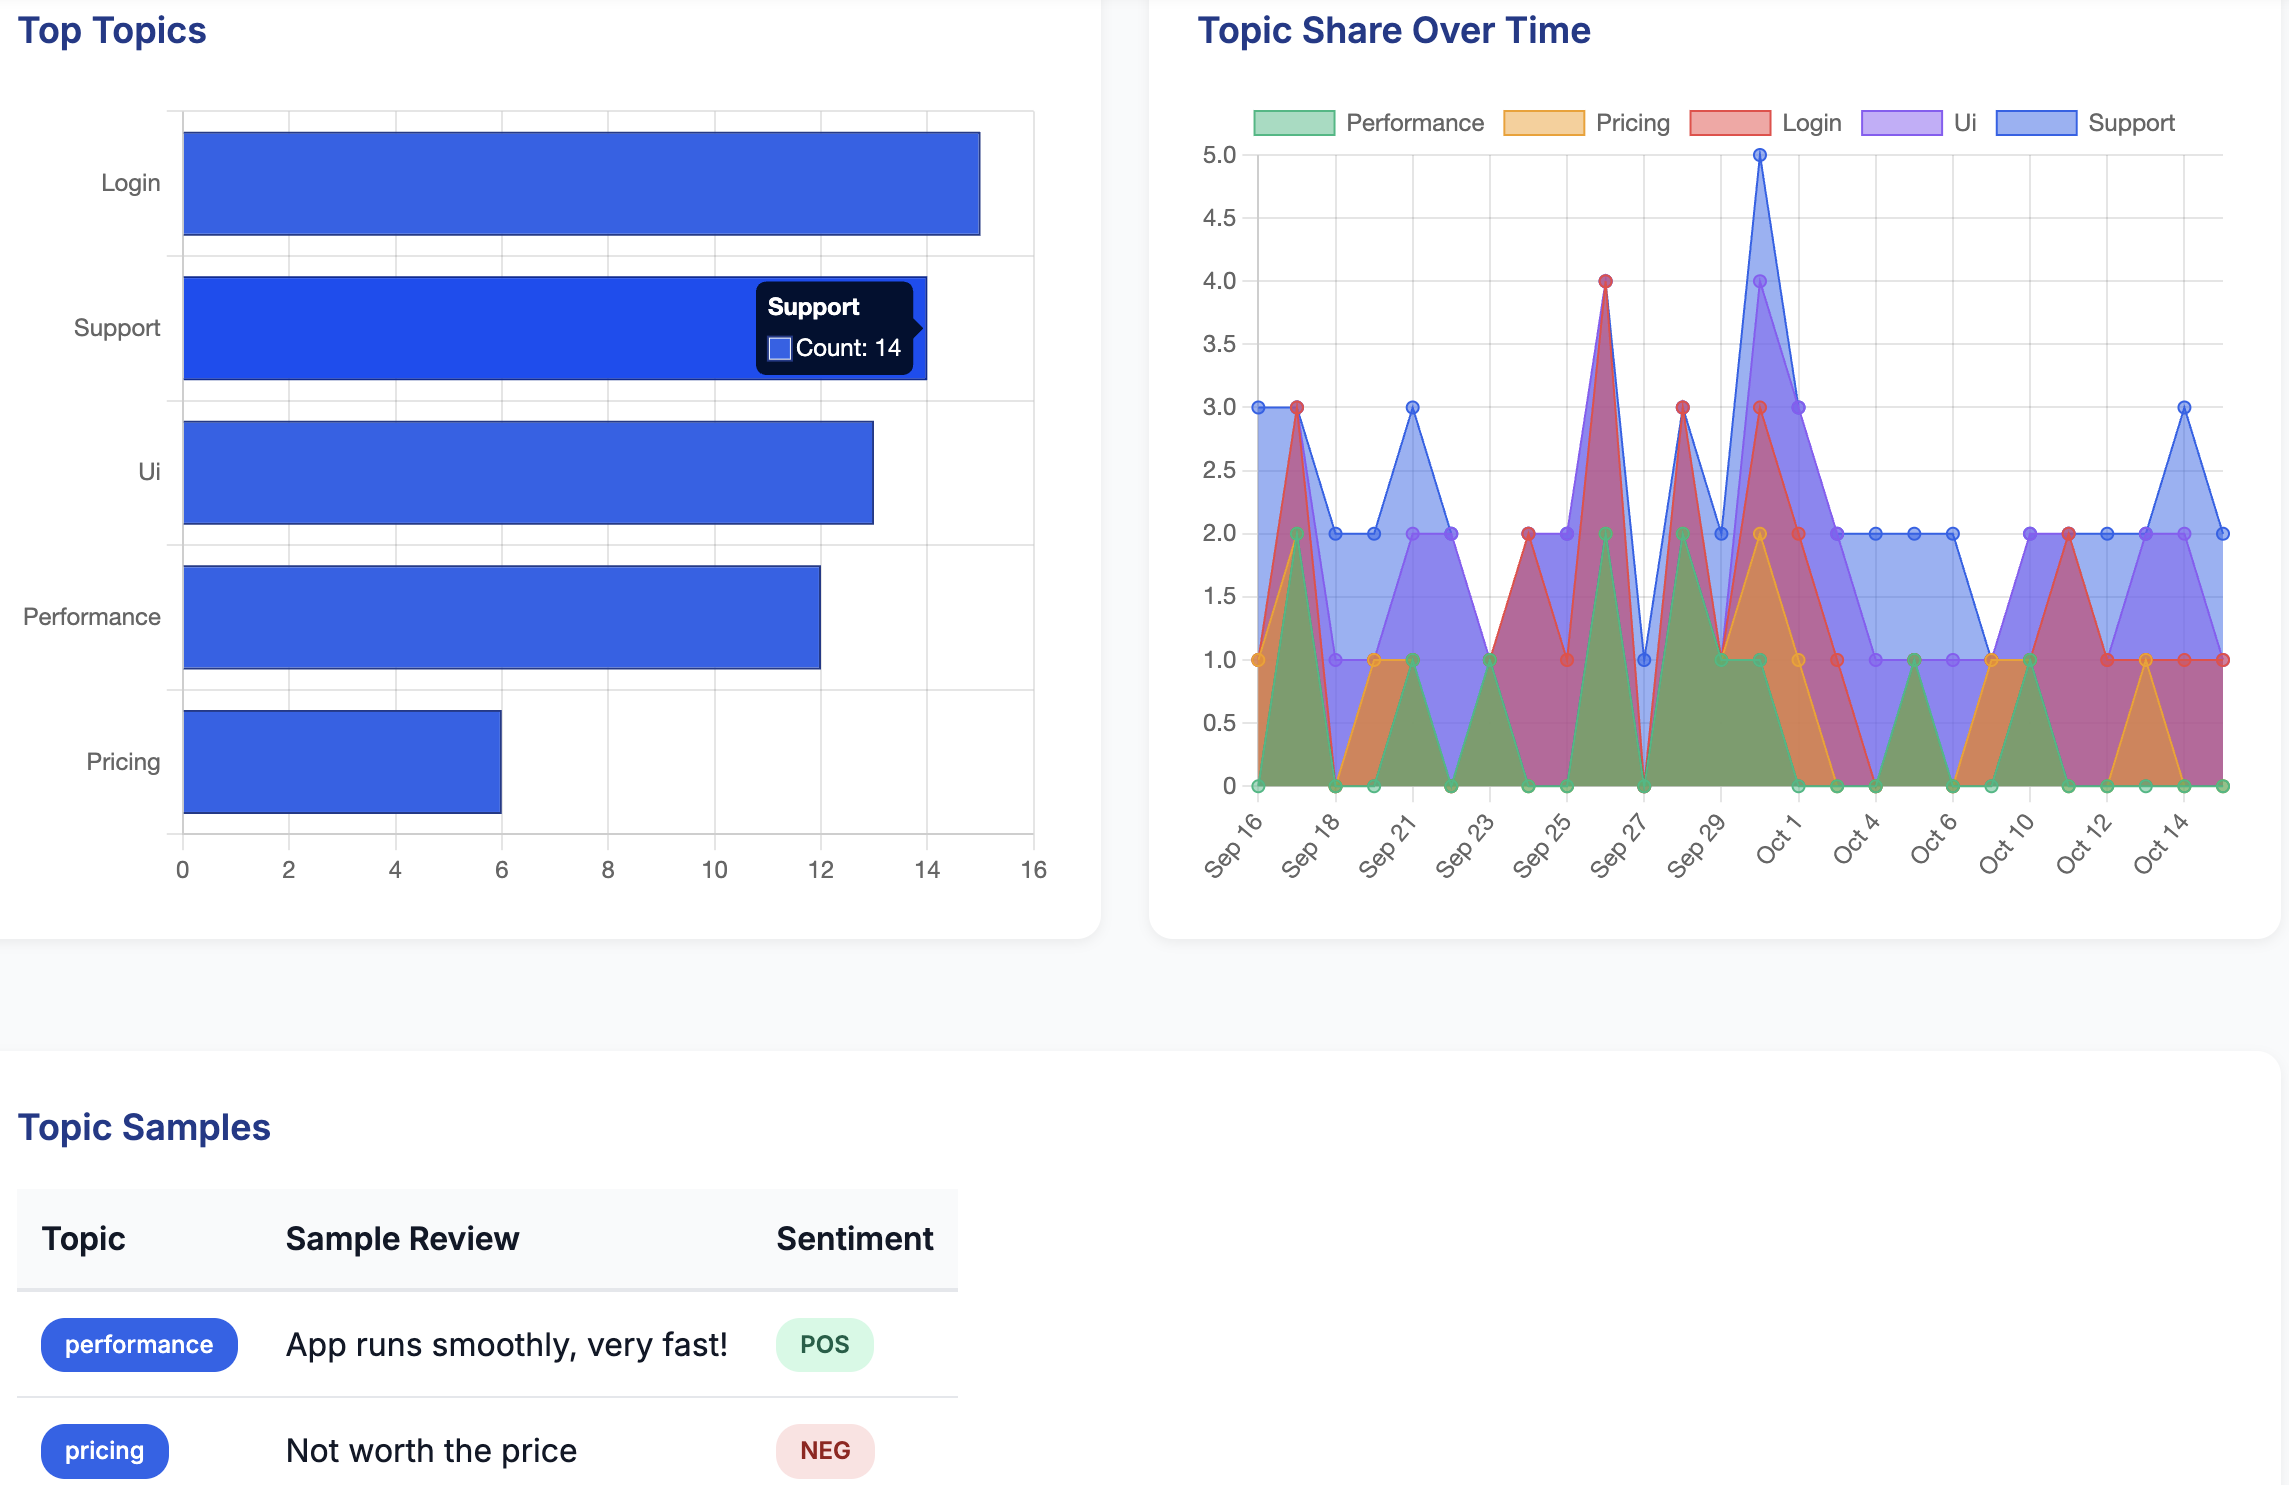 Top Topics
Login
Support
Ui
Performance
Pricing
Support
Count: 14
0 2 4 6 8 10 12 14 16
Topic Share Over Time
Performance Pricing Login Ui Support
5.0
4.5
4.0
3.5
3.0
2.5
2.0
1.5
1.0
0.5
0
Sep 16 Sep 18 Sep 21 Sep 23 Sep 25 Sep 27 Sep 29 Oct 1 Oct 4 Oct 6 Oct 10 Oct 12 Oct 14
Topic Samples
Topic Sample Review Sentiment
performance App runs smoothly, very fast! POS
pricing Not worth the price NEG